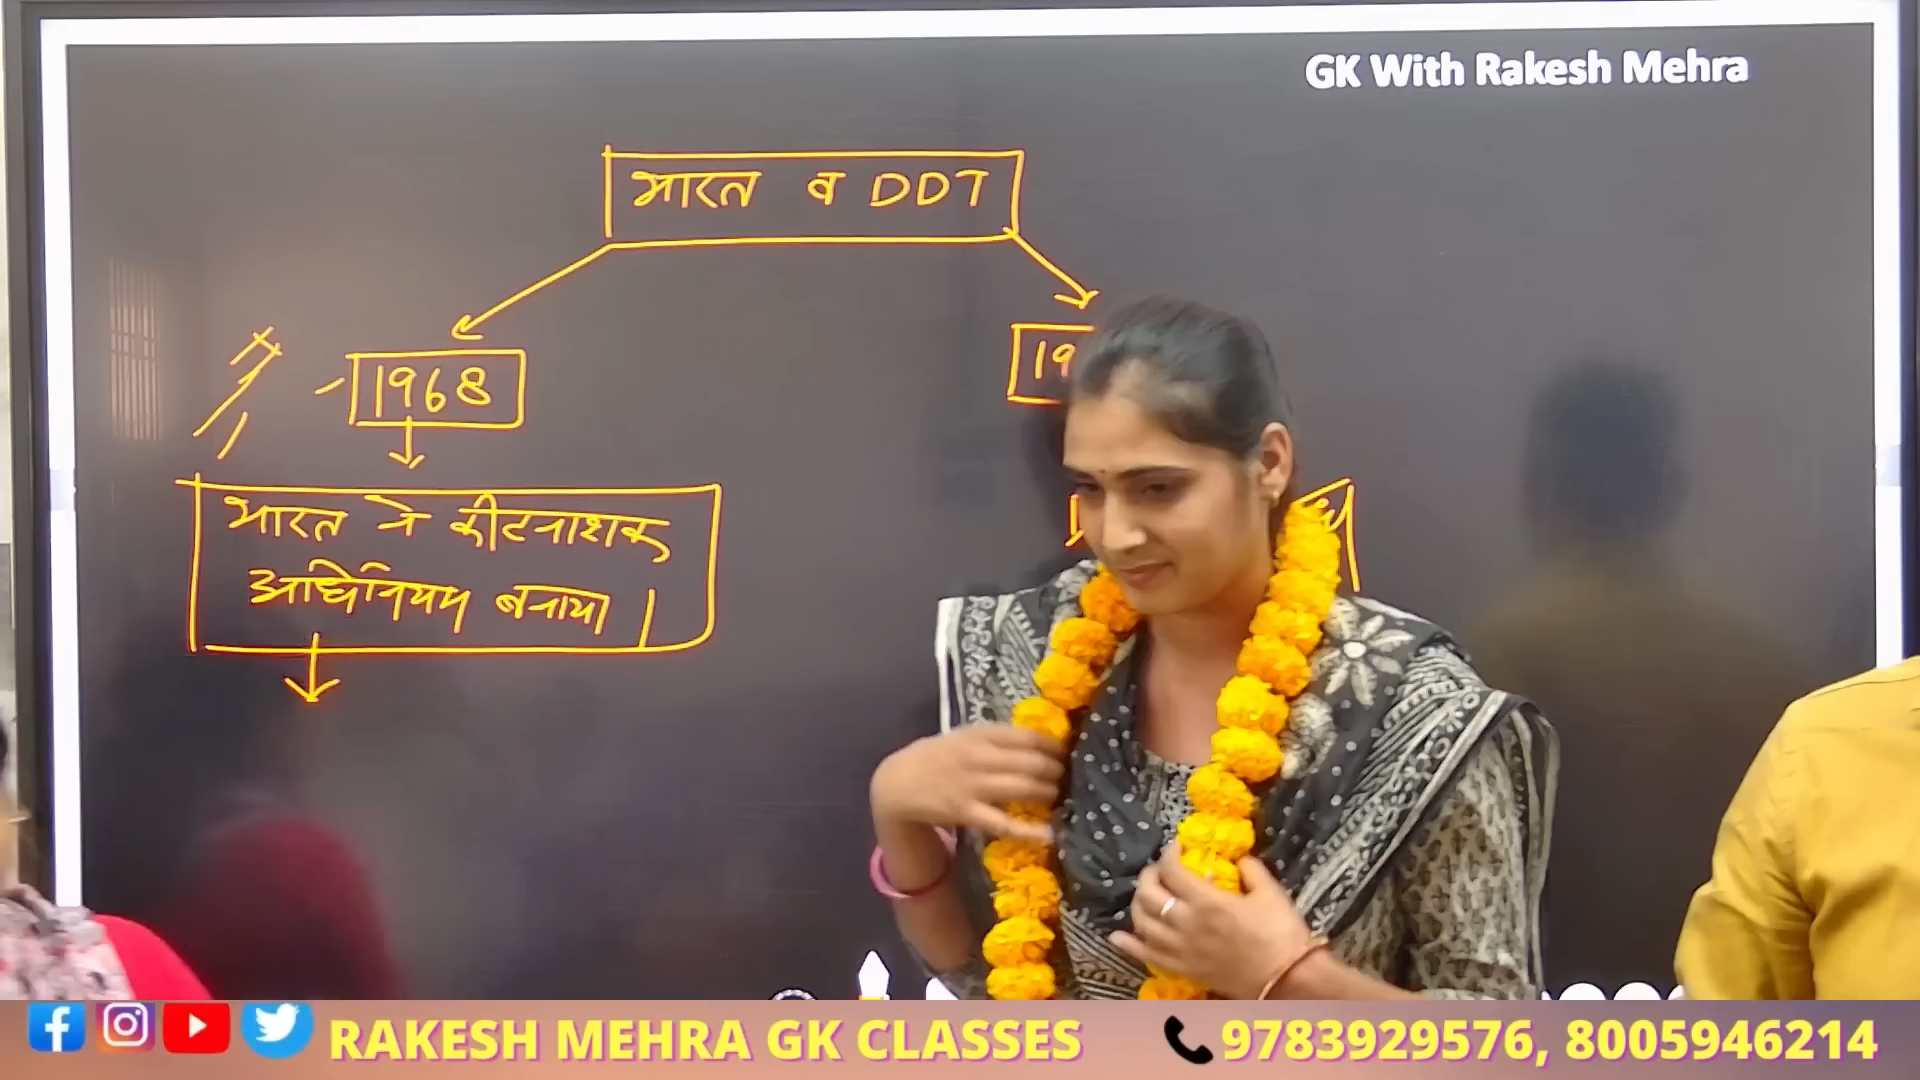 GK With Rakesh Mehra
भारत व DDT
1968
19
भारत ने कीटनाशक
अधिनियम बनाया।
RAKESH MEHRA GK CLASSES
9783929576, 8005946214